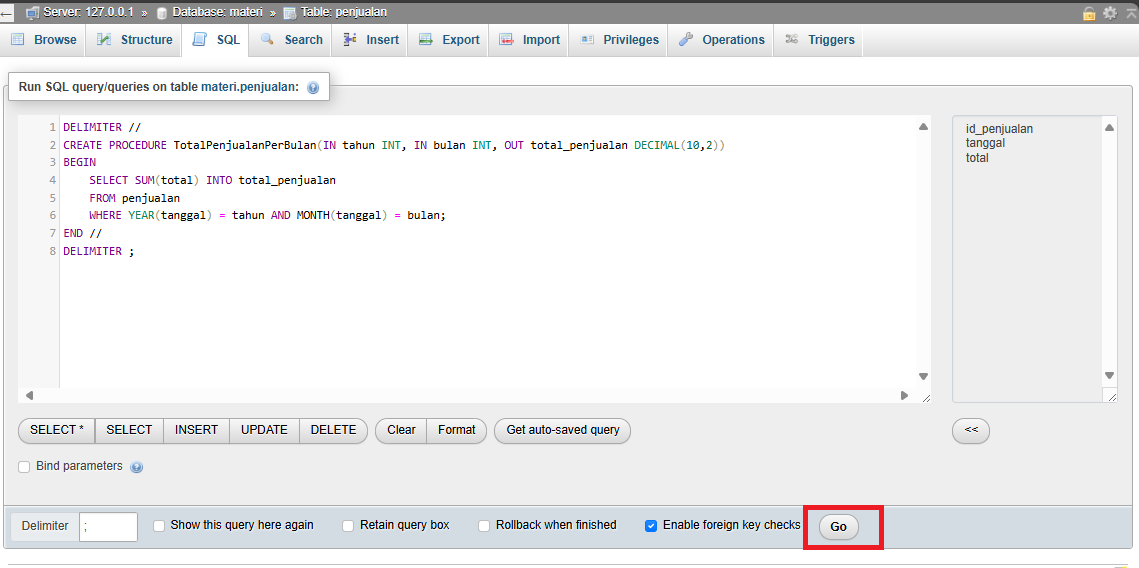 Server: 127.0.0.1 » Database: materi » Table: penjualan
Browse Structure SQL Search Insert Export Import Privileges Operations Triggers
Run SQL query/queries on table materi.penjualan:
1 DELIMITER //
2 CREATE PROCEDURE TotalPenjualanPerBulan(IN tahun INT, IN bulan INT, OUT total_penjualan DECIMAL(10,2))
3 BEGIN
4 SELECT SUM(total) INTO total_penjualan
5 FROM penjualan
6 WHERE YEAR(tanggal) = tahun AND MONTH(tanggal) = bulan;
7 END //
8 DELIMITER ;
id_penjualan
tanggal
total
SELECT * SELECT INSERT UPDATE DELETE Clear Format Get auto-saved query <<
Bind parameters
Delimiter ; Show this query here again Retain query box Rollback when finished Enable foreign key checks Go